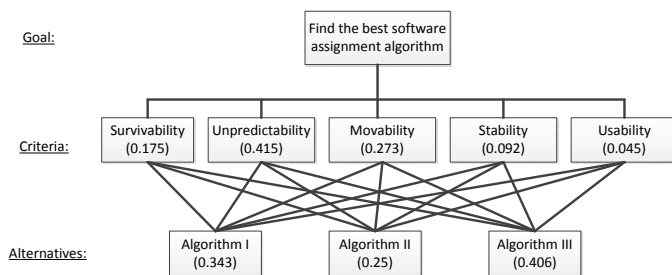 Goal:
Find the best software
assignment algorithm
Criteria:
Survivability
(0.175)
Unpredictability
(0.415)
Movability
(0.273)
Stability
(0.092)
Usability
(0.045)
Alternatives:
Algorithm I
(0.343)
Algorithm II
(0.25)
Algorithm III
(0.406)